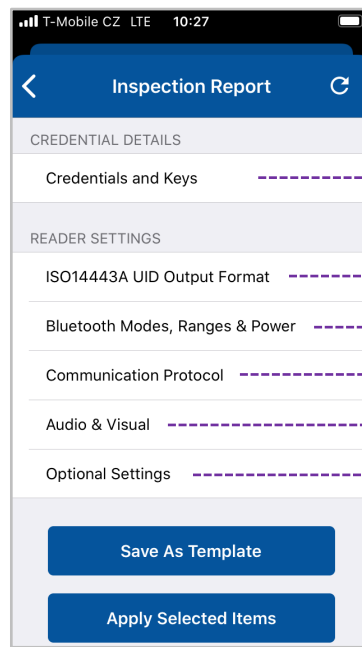 T-Mobile CZ LTE 10:27
Inspection Report
CREDENTIAL DETAILS
Credentials and Keys
READER SETTINGS
ISO14443A UID Output Format
Bluetooth Modes, Ranges & Power
Communication Protocol
Audio & Visual
Optional Settings
Save As Template
Apply Selected Items